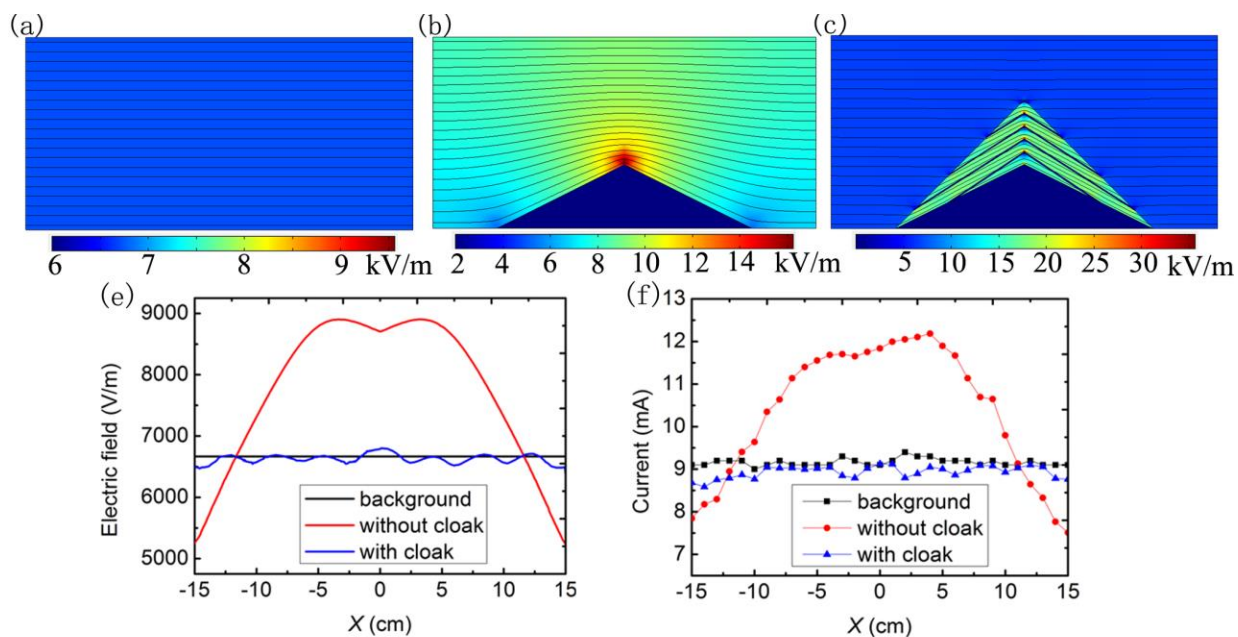 (a)
(b)
(c)
6 7 8 9 kV/m
2 4 6 8 10 12 14 kV/m
5 10 15 20 25 30 kV/m
(e)
Electric field (V/m)
9000
8000
7000
6000
5000
background
without cloak
with cloak
-15 -10 -5 0 5 10 15
X (cm)
(f)
Current (mA)
13
12
11
10
9
8
7
background
without cloak
with cloak
-15 -10 -5 0 5 10 15
X (cm)